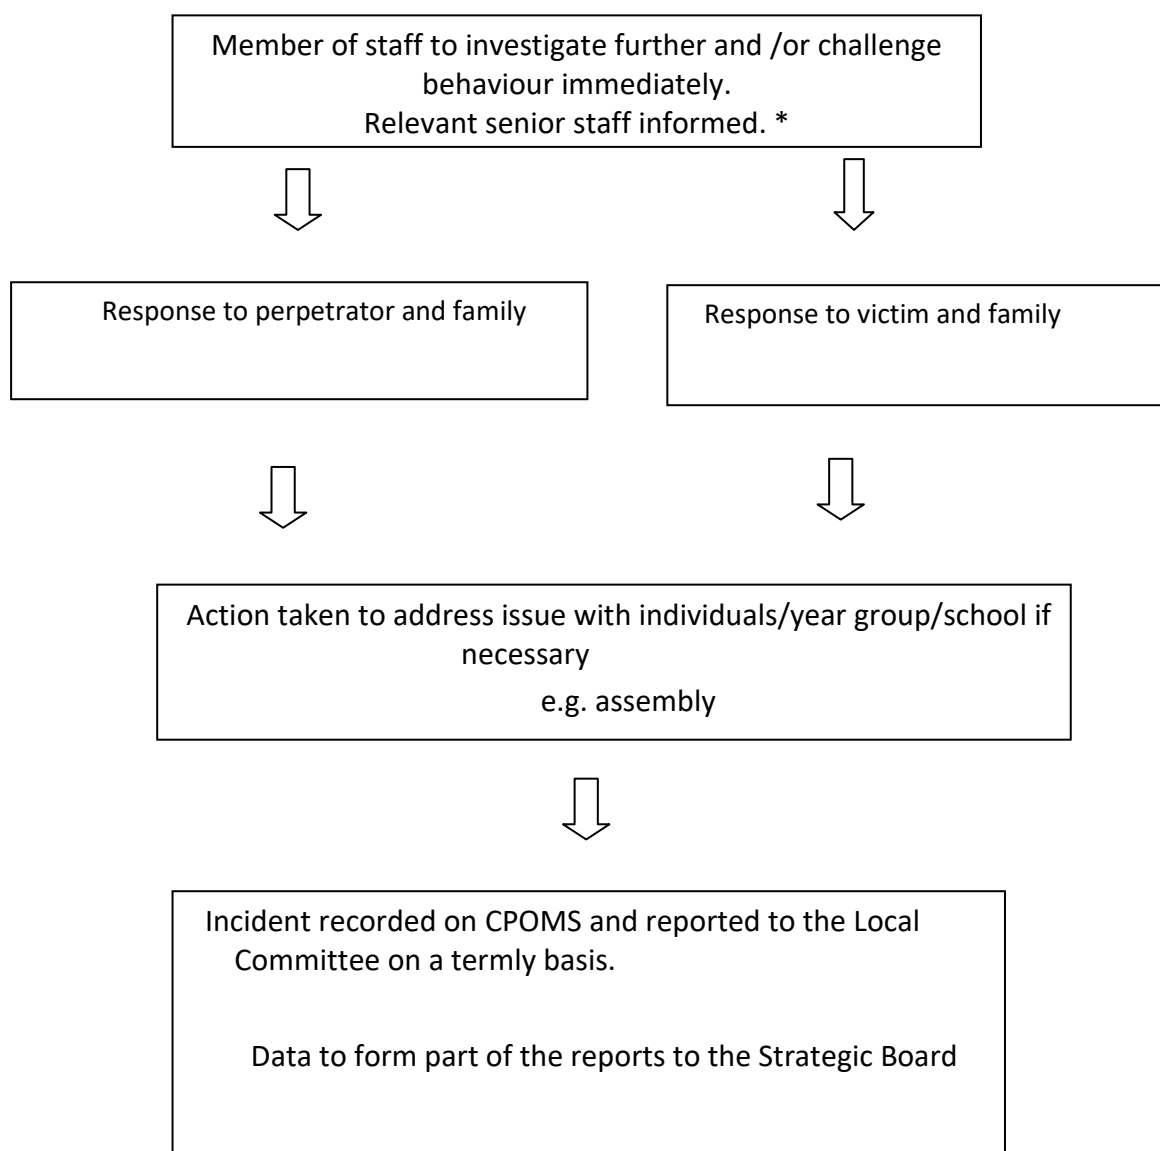 Member of staff to investigate further and /or challenge
behaviour immediately.
Relevant senior staff informed. *
Response to perpetrator and family
Response to victim and family
Action taken to address issue with individuals/year group/school if
necessary
e.g. assembly
Incident recorded on CPOMS and reported to the Local
Committee on a termly basis.
Data to form part of the reports to the Strategic Board